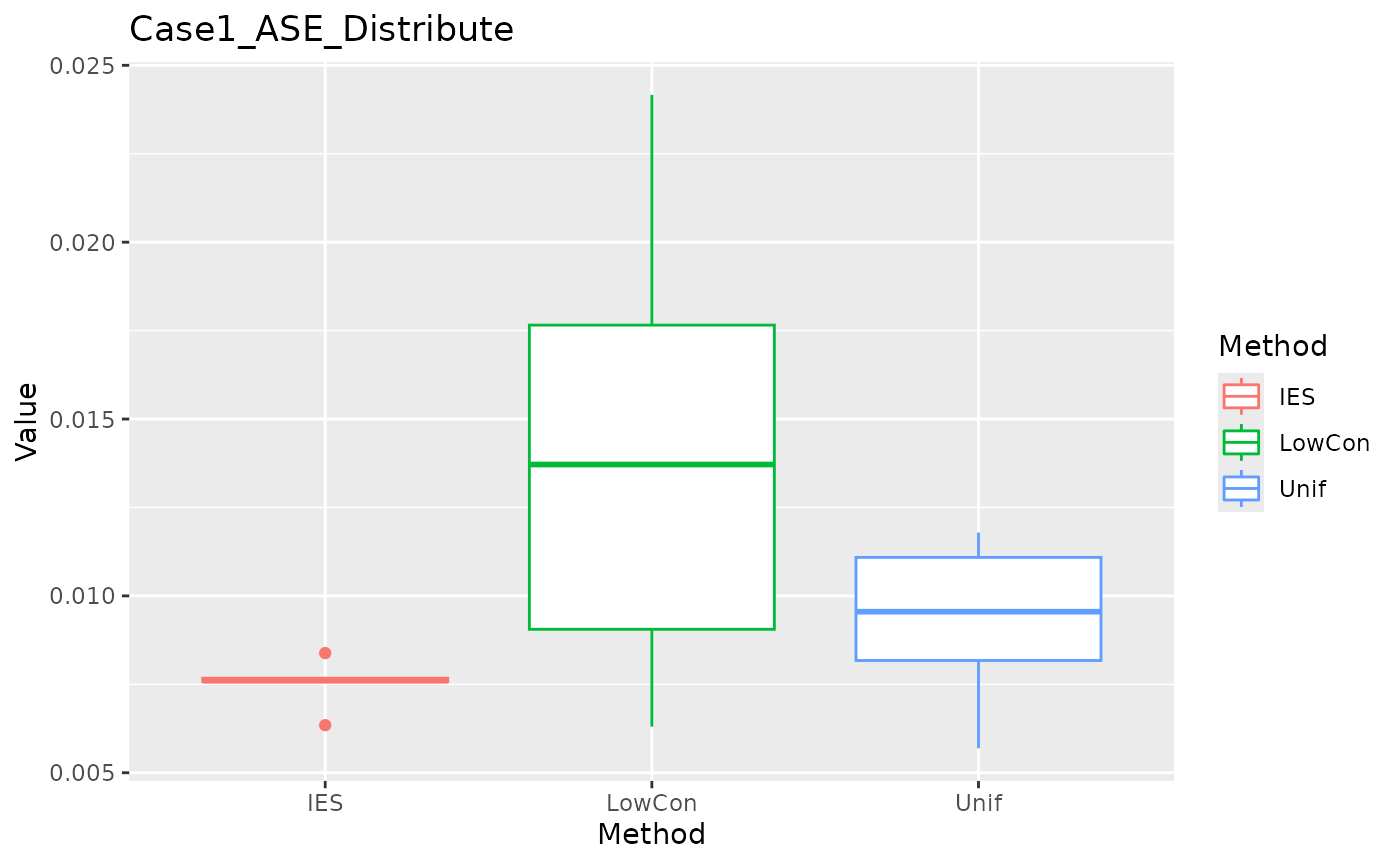 Case1_ASE_Distribute
0.025
0.020
0.015
0.010
0.005
Value
IES
LowCon
Unif
Method
Method
IES
LowCon
Unif